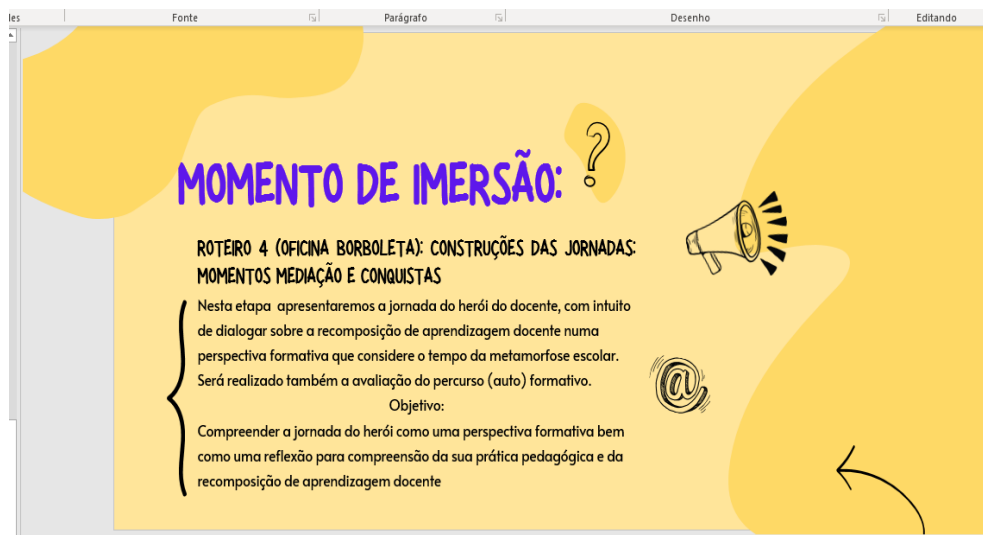 Fonte
Parágrafo
Desenho
Editando
MOMENTO DE IMERSÃO:
?
ROTEIRO 4 (OFICINA BORBOLETA): CONSTRUÇÕES DAS JORNADAS:
MOMENTOS MEDIAÇÃO E CONQUISTAS
Nesta etapa apresentaremos a jornada do herói do docente, com intuito
de dialogar sobre a recomposição de aprendizagem docente numa
perspectiva formativa que considere o tempo da metamorfose escolar.
Será realizado também a avaliação do percurso (auto) formativo.
Objetivo:
Compreender a jornada do herói como uma perspectiva formativa bem
como uma reflexão para compreensão da sua prática pedagógica e da
recomposição de aprendizagem docente
@